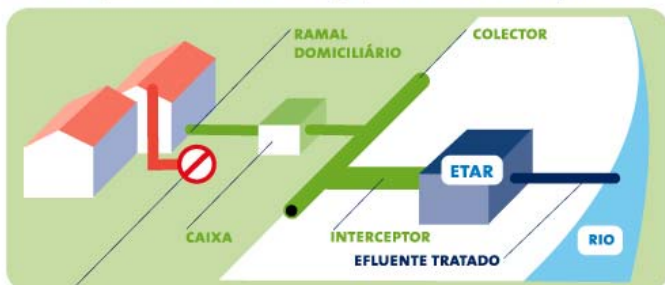 RAMAL
DOMICILIÁRIO
COLECTOR
ETAR
CAIXA
INTERCEPTOR
RIO
EFLUENTE TRATADO